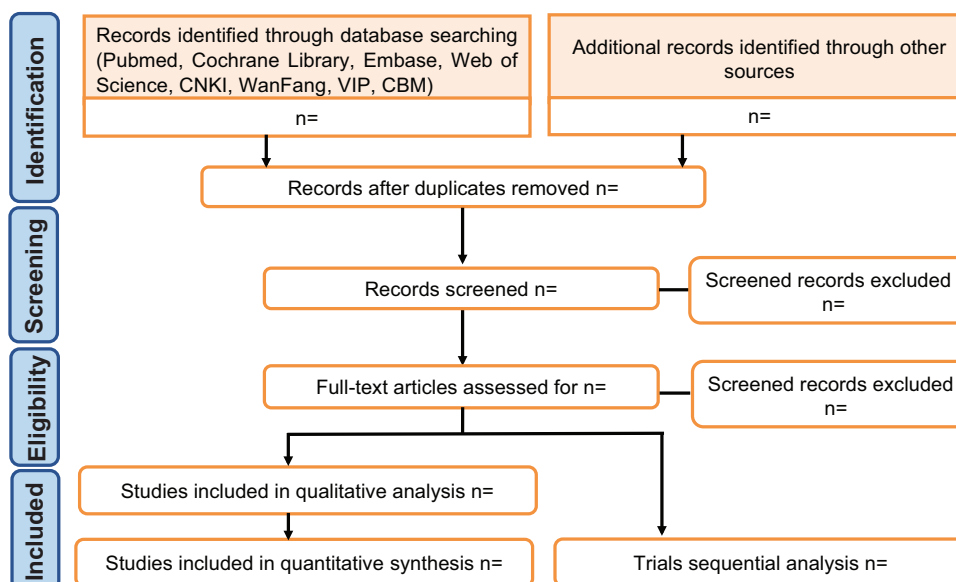 Identification
Records identified through database searching
(Pubmed, Cochrane Library, Embase, Web of
Science, CNKI, WanFang, VIP, CBM)
n=
Additional records identified through other
sources
n=
Records after duplicates removed n=
Screening
Records screened n=
Screened records excluded
n=
Eligibility
Full-text articles assessed for n=
Screened records excluded
n=
Included
Studies included in qualitative analysis n=
Studies included in quantitative synthesis n=
Trials sequential analysis n=